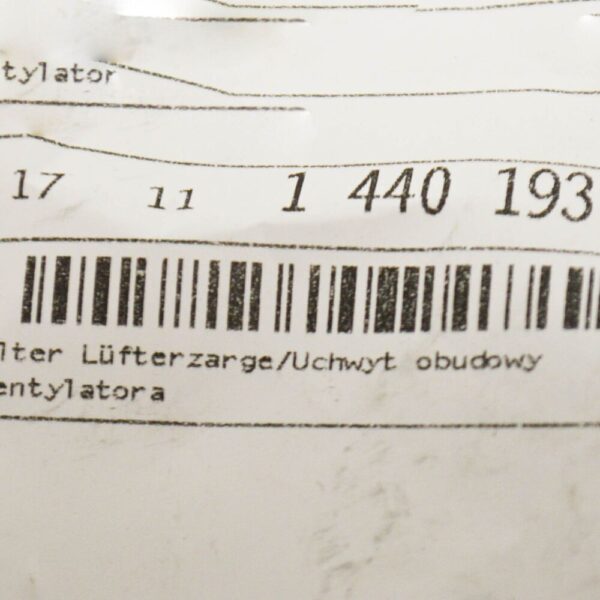 tylator
17 11 1 440 193
lter Lüfterzarge/Uchwyt obudowy
entylatora